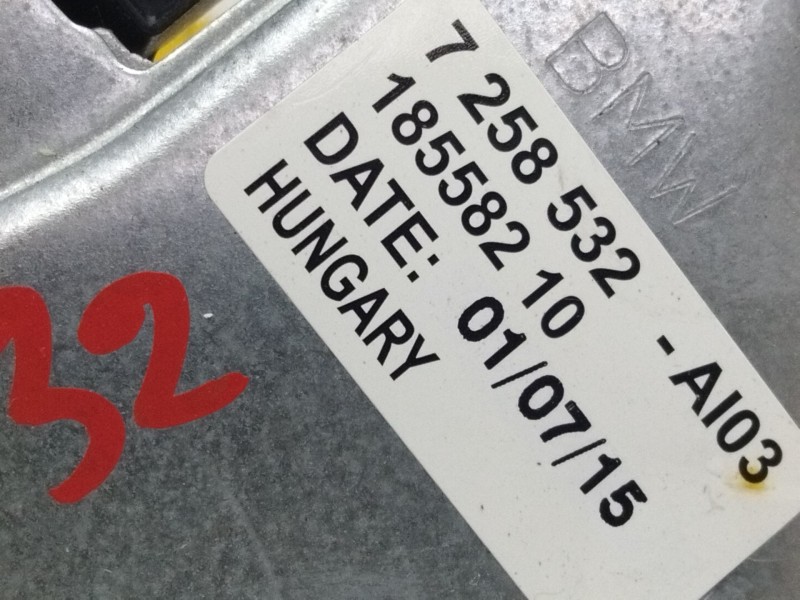 BMW
7 258 532 -AI03
185582 10
DATE: 01/07/15
HUNGARY
32